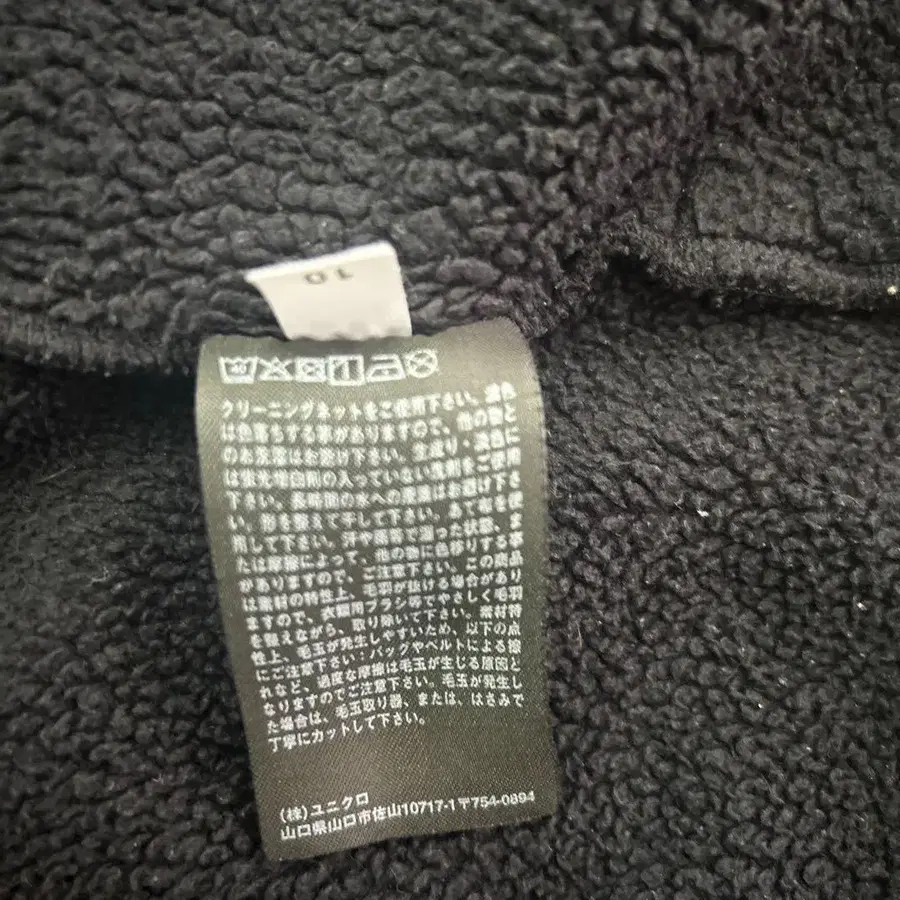 10
40
クリーニングネットをご使用下さい。濃色
は色落ちする事がありますので、他の物と
のお洗濯はお避け下さい。生成り・淡色に
は蛍光増白剤の入っていない洗剤をご使用
下さい。長時間の水への浸漬はお避け下さ
い。形を整えて干して下さい。あて布を使
用して下さい。汗や雨等で湿った状態、ま
たは摩擦によって、他の物に色移りする事
がありますので、ご注意下さい。この商品
は素材の特性上、毛羽が抜ける場合があり
ますので、衣類用ブラシ等でやさしく毛羽
を整えながら、取り除いて下さい。素材特
性上、毛玉が発生しやすいため、以下の点
にご注意下さい：バッグやベルトによる擦
れなど、過度な摩擦は毛玉が生じる原因と
なりますのでご注意下さい。毛玉が発生し
た場合は、毛玉取り器、または、はさみで
丁寧にカットして下さい。
(株)ユニクロ
山口県山口市佐山10717-1〒754-0894